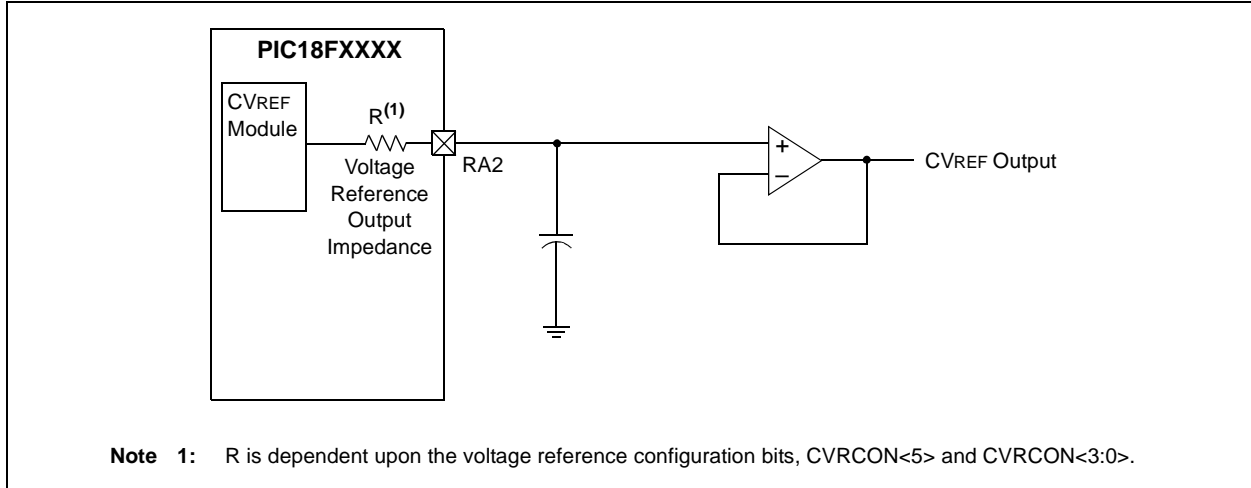 PIC18FXXXX
CVREF
Module
R(1)
Voltage
Reference
Output
Impedance
RA2
+
–
CVREF Output
Note 1: R is dependent upon the voltage reference configuration bits, CVRCON<5> and CVRCON<3:0>.